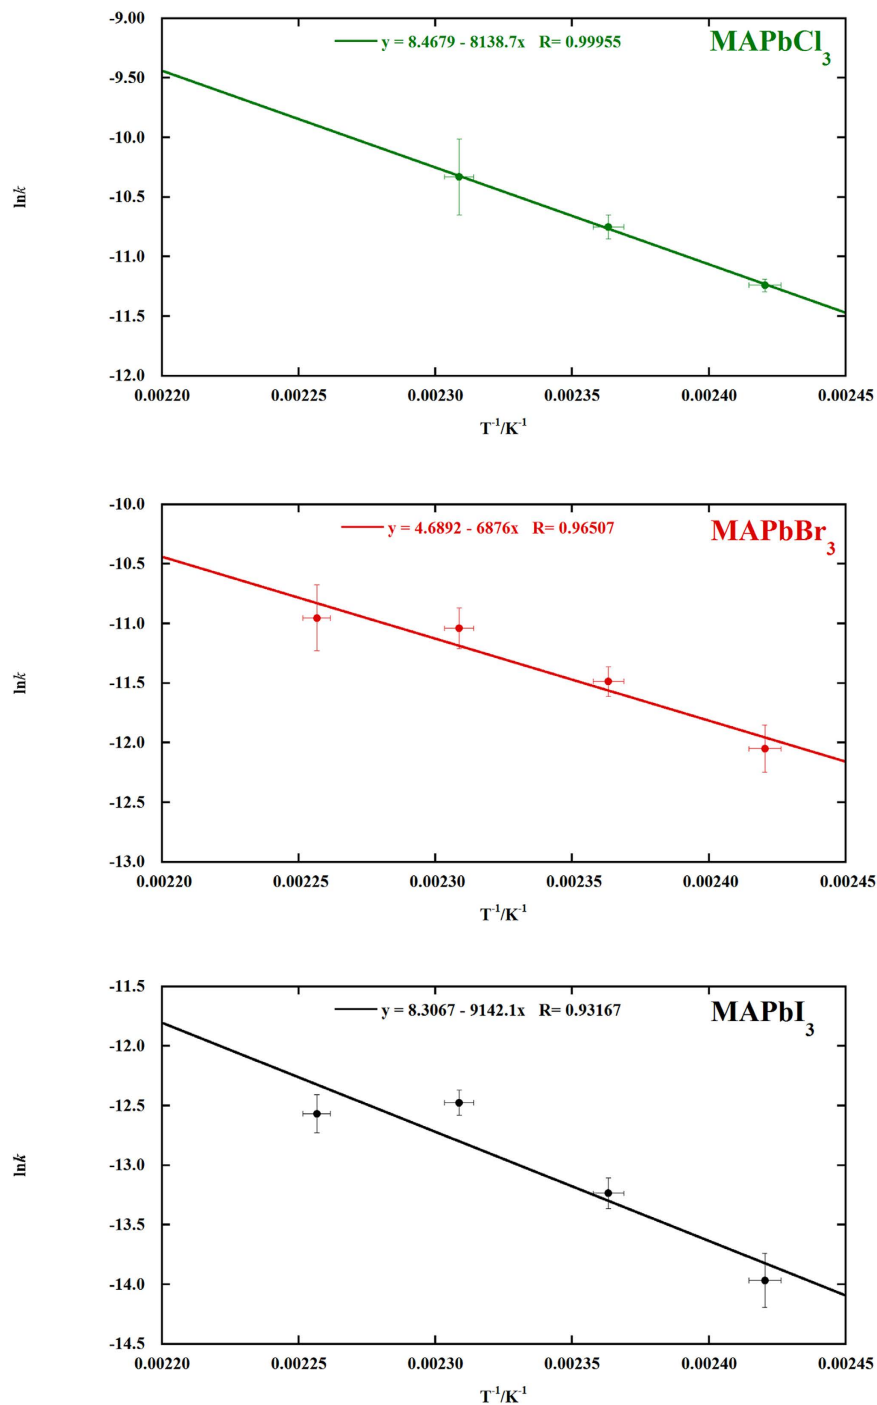 -9.00
y = 8.4679 - 8138.7x R= 0.99955
MAPbCl3
-9.50
-10.0
lnk
-10.5
-11.0
-11.5
-12.0
0.00220 0.00225 0.00230 0.00235 0.00240 0.00245
T-1/K-1
-10.0
y = 4.6892 - 6876x R= 0.96507
MAPbBr3
-10.5
-11.0
lnk
-11.5
-12.0
-12.5
-13.0
0.00220 0.00225 0.00230 0.00235 0.00240 0.00245
T-1/K-1
-11.5
y = 8.3067 - 9142.1x R= 0.93167
MAPbI3
-12.0
-12.5
lnk
-13.0
-13.5
-14.0
-14.5
0.00220 0.00225 0.00230 0.00235 0.00240 0.00245
T-1/K-1